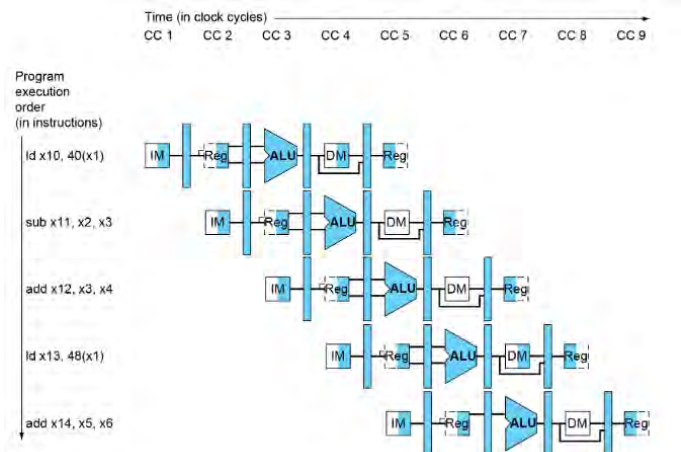 Time (in clock cycles)
CC 1 CC 2 CC 3 CC 4 CC 5 CC 6 CC 7 CC 8 CC 9
Program
execution
order
(in instructions)
ld x10, 40(x1) IM Reg ALU DM Reg
sub x11, x2, x3 IM Reg ALU DM Reg
add x12, x3, x4 IM Reg ALU DM Reg
ld x13, 48(x1) IM Reg ALU DM Reg
add x14, x5, x6 IM Reg ALU DM Reg